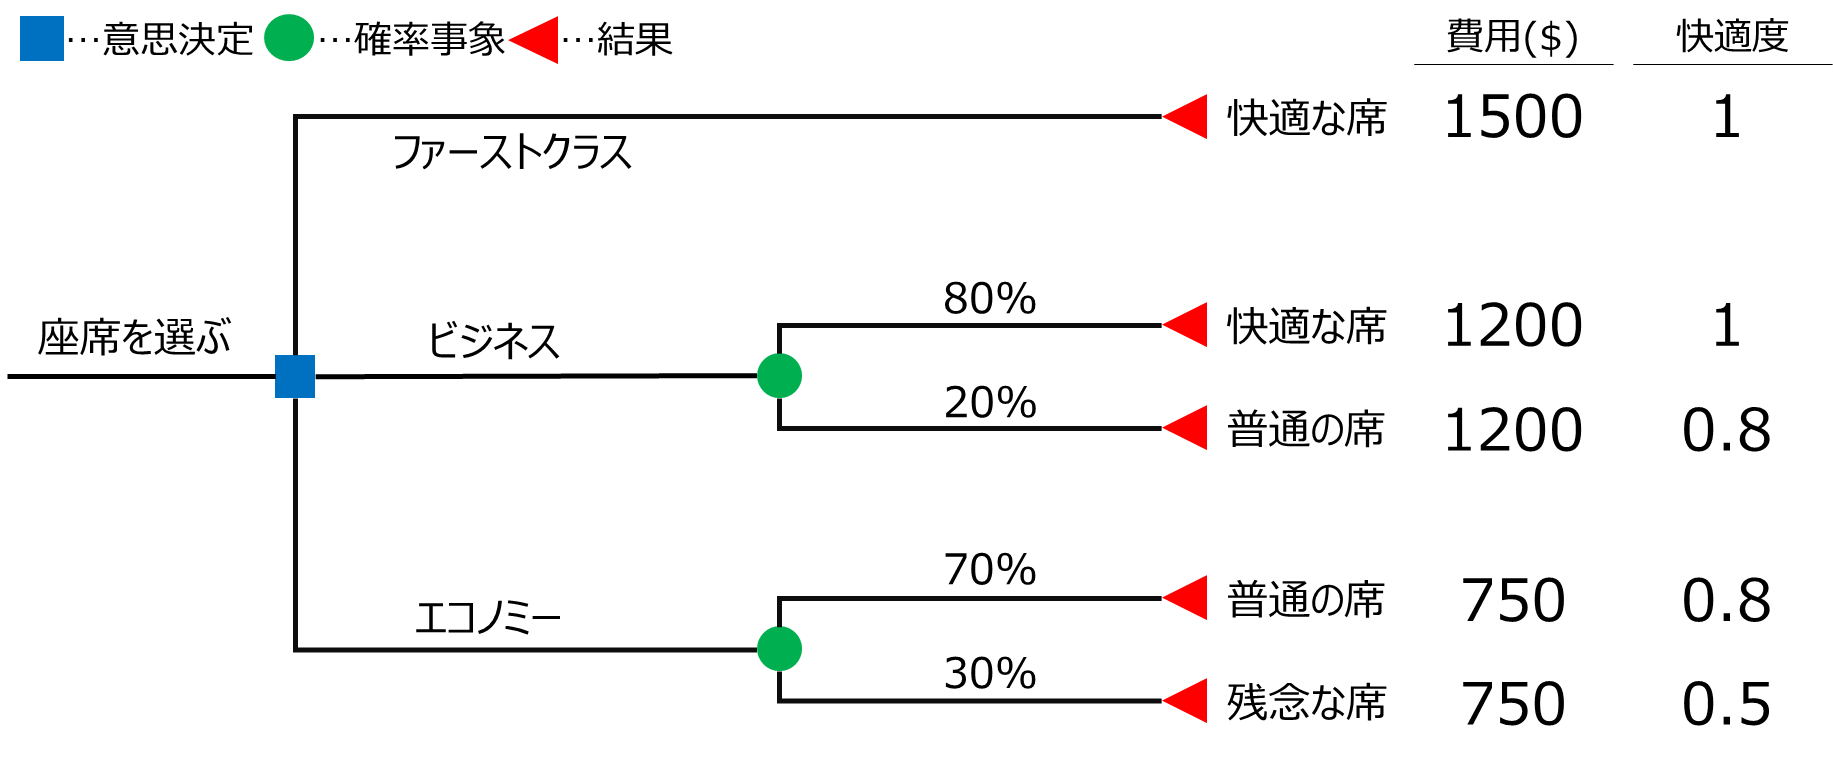 …意思決定 …確率事象 …結果
費用($) 快適度
ファーストクラス 快適な席 1500 1
座席を選ぶ
ビジネス
80% 快適な席 1200 1
20% 普通の席 1200 0.8
エコノミー
70% 普通の席 750 0.8
30% 残念な席 750 0.5